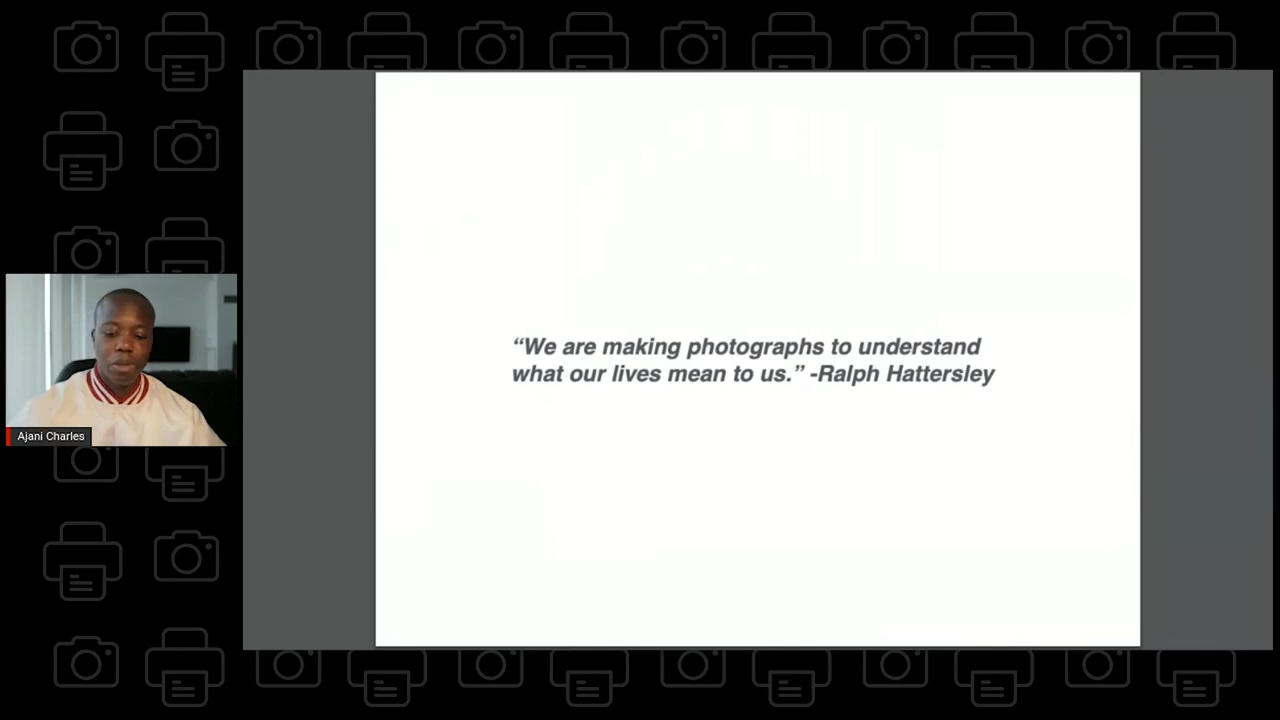 “We are making photographs to understand
what our lives mean to us.” -Ralph Hattersley
Ajani Charles